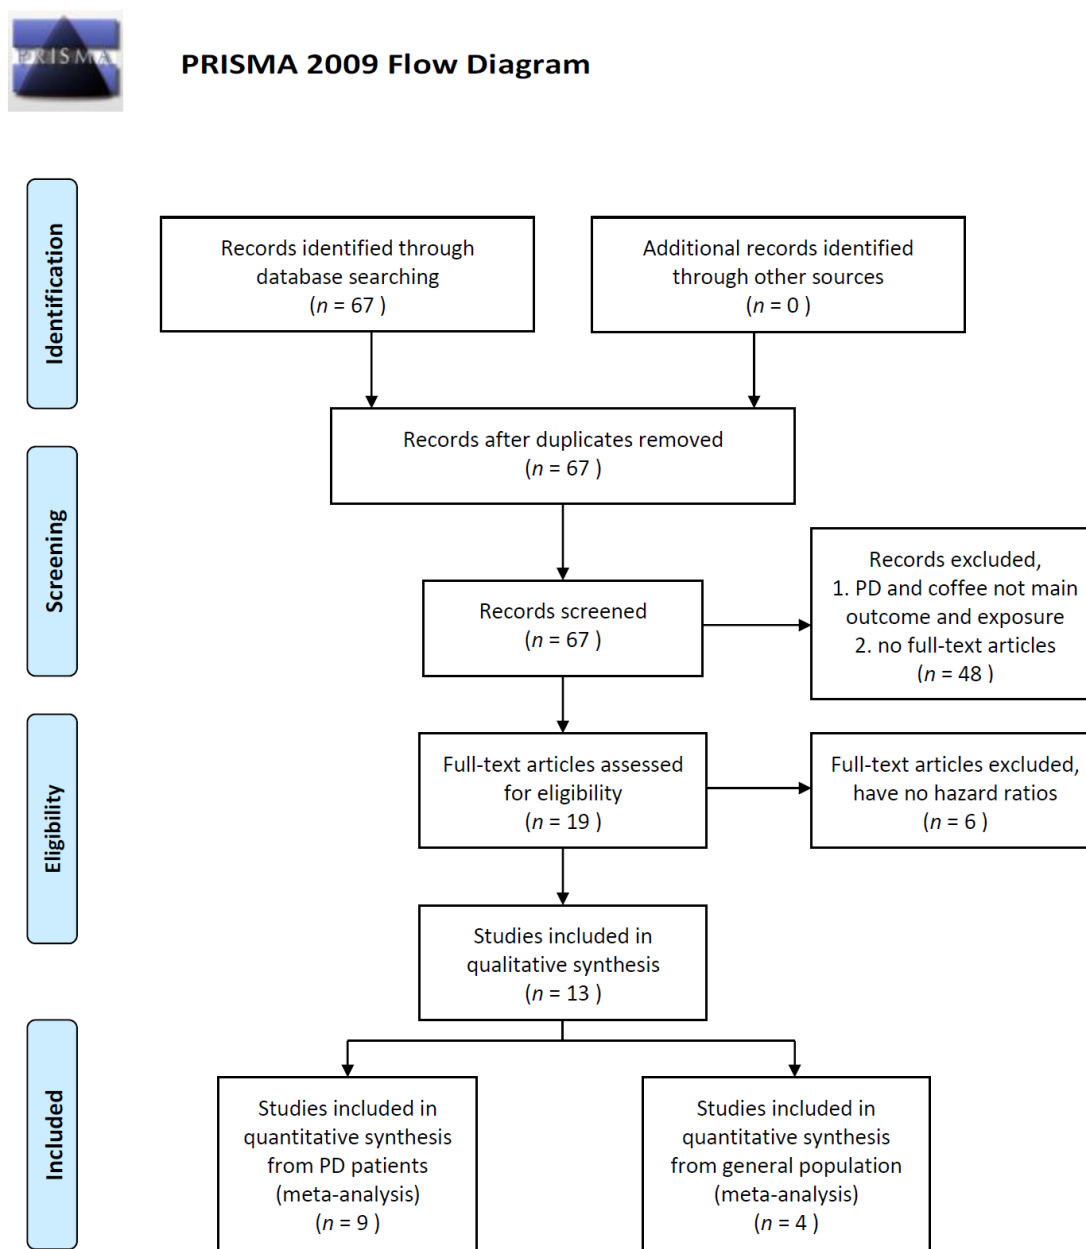 PRISMA
PRISMA 2009 Flow Diagram
Identification
Records identified through
database searching
(n = 67 )
Additional records identified
through other sources
(n = 0 )
Records after duplicates removed
(n = 67 )
Screening
Records screened
(n = 67 )
Records excluded,
1. PD and coffee not main
outcome and exposure
2. no full-text articles
(n = 48 )
Eligibility
Full-text articles assessed
for eligibility
(n = 19 )
Full-text articles excluded,
have no hazard ratios
(n = 6 )
Studies included in
qualitative synthesis
(n = 13 )
Included
Studies included in
quantitative synthesis
from PD patients
(meta-analysis)
(n = 9 )
Studies included in
quantitative synthesis
from general population
(meta-analysis)
(n = 4 )